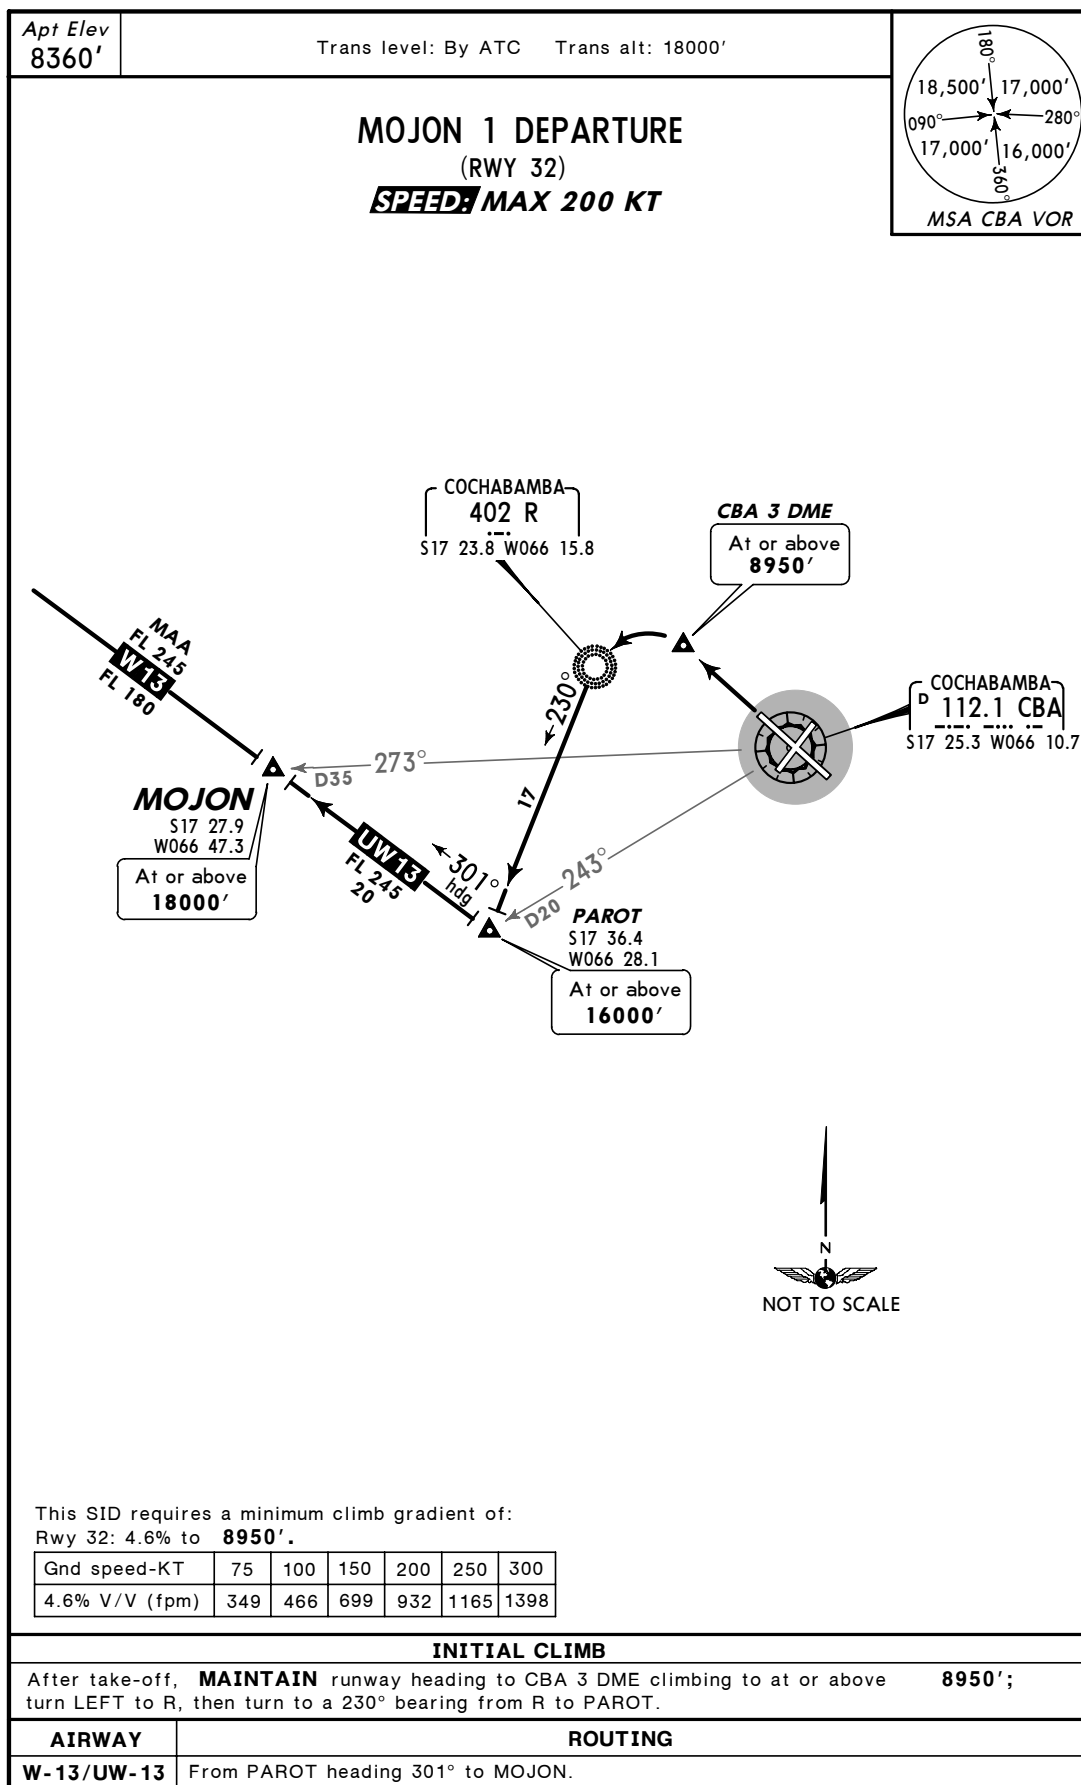 Apt Elev
8360'
Trans level: By ATC Trans alt: 18000'
180°
18,500' 17,000'
090° 280°
17,000' 16,000'
360°
MSA CBA VOR
MOJON 1 DEPARTURE
(RWY 32)
SPEED: MAX 200 KT
COCHABAMBA
402 R
S17 23.8 W066 15.8
CBA 3 DME
At or above
8950'
MAA
FL 245
W13
FL 180
COCHABAMBA
D 112.1 CBA
S17 25.3 W066 10.7
230°
17
273°
D35
MOJON
S17 27.9
W066 47.3
At or above
18000'
UW13
FL 245
20
301°
hdg
243°
D20
PAROT
S17 36.4
W066 28.1
At or above
16000'
N
NOT TO SCALE
This SID requires a minimum climb gradient of:
Rwy 32: 4.6% to 8950'.
Gnd speed-KT 75 100 150 200 250 300
4.6% V/V (fpm) 349 466 699 932 1165 1398
INITIAL CLIMB
After take-off, MAINTAIN runway heading to CBA 3 DME climbing to at or above 8950';
turn LEFT to R, then turn to a 230° bearing from R to PAROT.
AIRWAY ROUTING
W-13/UW-13 From PAROT heading 301° to MOJON.